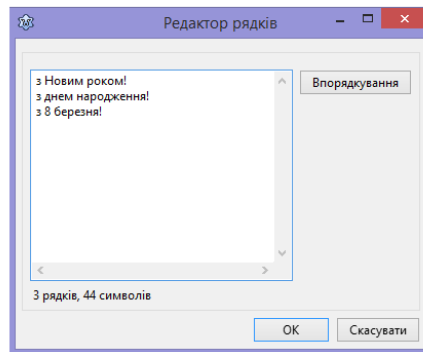 Редактор рядків
з Новим роком!
з днем народження!
з 8 березня!
Впорядкування
3 рядків, 44 символів
OK
Скасувати